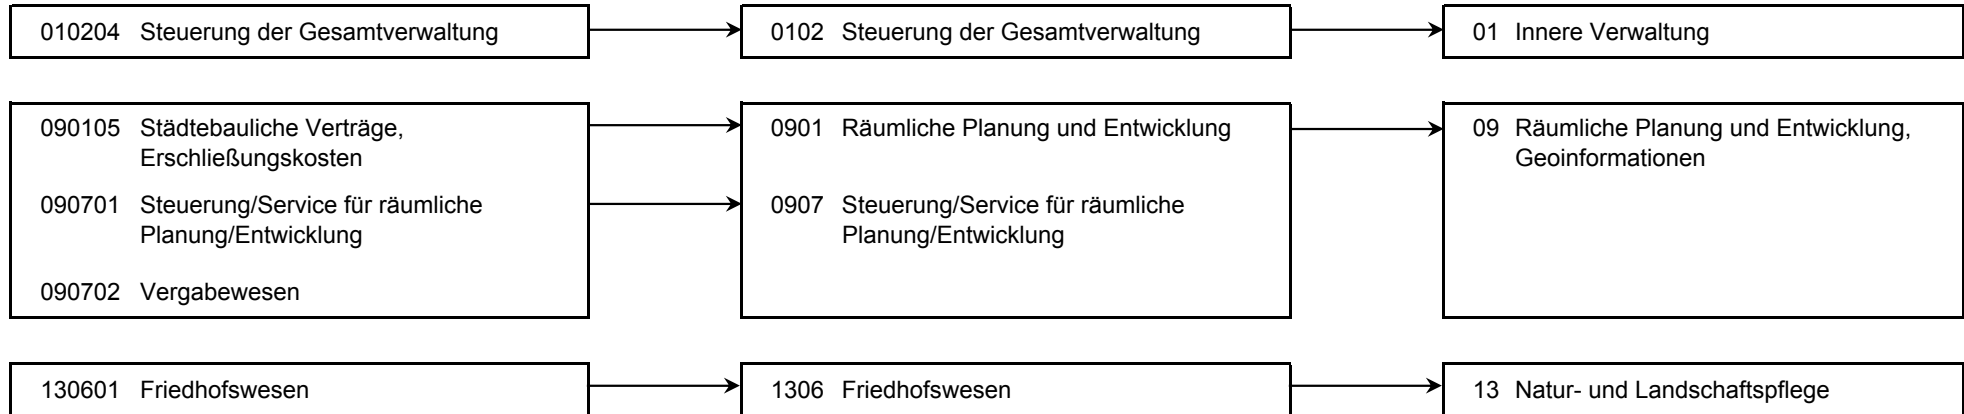 010204 Steuerung der Gesamtverwaltung
0102 Steuerung der Gesamtverwaltung
01 Innere Verwaltung
090105 Städtebauliche Verträge,
Erschließungskosten
090701 Steuerung/Service für räumliche
Planung/Entwicklung
090702 Vergabewesen
0901 Räumliche Planung und Entwicklung
0907 Steuerung/Service für räumliche
Planung/Entwicklung
09 Räumliche Planung und Entwicklung,
Geoinformationen
130601 Friedhofswesen
1306 Friedhofswesen
13 Natur- und Landschaftspflege